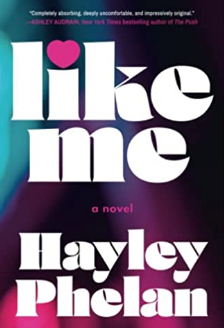 "Completely absorbing, deeply uncomfortable, and impressively original."
—ASHLEY AUDRAIN, New York Times bestselling author of The Push
like
me
a novel
Hayley
Phelan